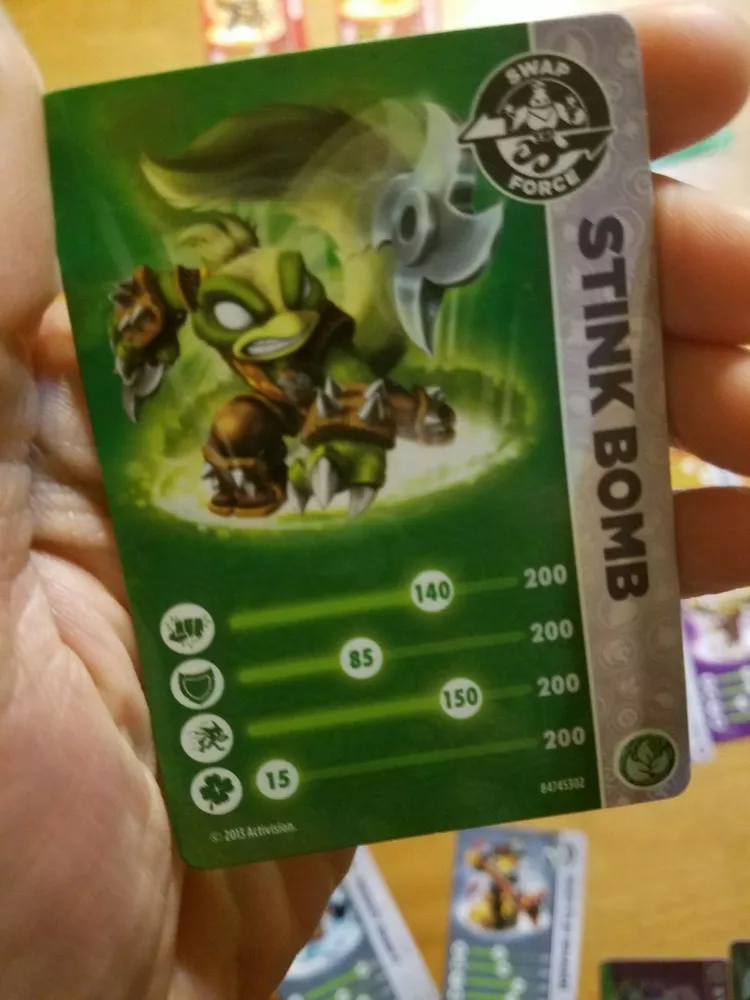 SWAP
FORCE
STINK BOMB
140 200
85 200
150 200
15 200
84745302
© 2013 Activision.